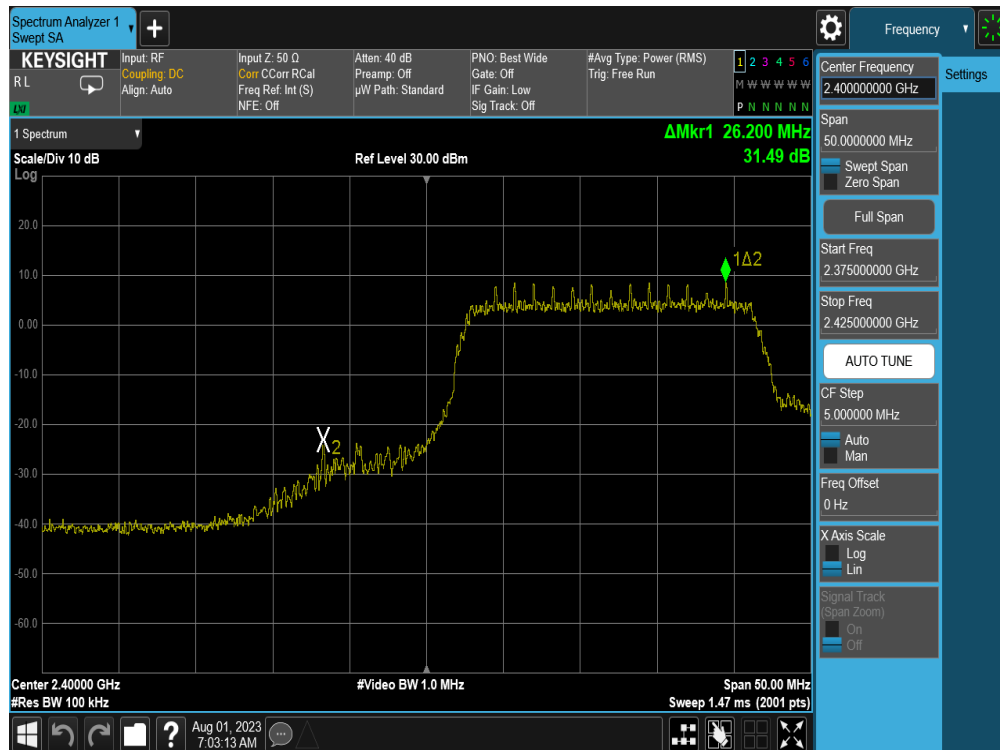 Spectrum Analyzer 1
Swept SA
+
Frequency
KEYSIGHT
R L
LXI
Input: RF
Coupling: DC
Align: Auto
Input Z: 50 Ω
Corr CCorr RCal
Freq Ref: Int (S)
NFE: Off
Atten: 40 dB
Preamp: Off
µW Path: Standard
PNO: Best Wide
Gate: Off
IF Gain: Low
Sig Track: Off
#Avg Type: Power (RMS)
Trig: Free Run
1 2 3 4 5 6
M W W W W W
P N N N N N
Center Frequency
2.400000000 GHz
Settings
Span
50.0000000 MHz
Swept Span
Zero Span
Full Span
Start Freq
2.375000000 GHz
Stop Freq
2.425000000 GHz
AUTO TUNE
CF Step
5.000000 MHz
Auto
Man
Freq Offset
0 Hz
X Axis Scale
Log
Lin
Signal Track
(Span Zoom)
On
Off
1 Spectrum
ΔMkr1 26.200 MHz
31.49 dB
Scale/Div 10 dB
Ref Level 30.00 dBm
Log
20.0
10.0
0.00
-10.0
-20.0
-30.0
-40.0
-50.0
-60.0
1Δ2
X2
Center 2.40000 GHz
#Video BW 1.0 MHz
Span 50.00 MHz
#Res BW 100 kHz
Sweep 1.47 ms (2001 pts)
?
Aug 01, 2023
7:03:13 AM